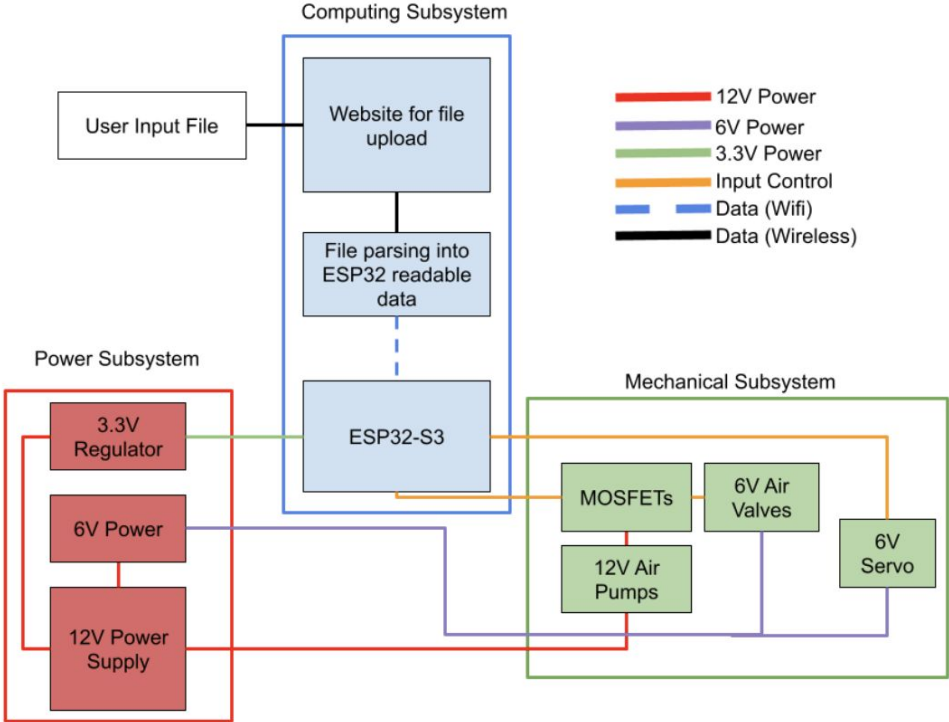 Computing Subsystem
User Input File
Website for file
upload
12V Power
6V Power
3.3V Power
Input Control
Data (Wifi)
Data (Wireless)
File parsing into
ESP32 readable
data
Power Subsystem
3.3V
Regulator
6V Power
12V Power
Supply
ESP32-S3
Mechanical Subsystem
MOSFETs
6V Air
Valves
12V Air
Pumps
6V
Servo